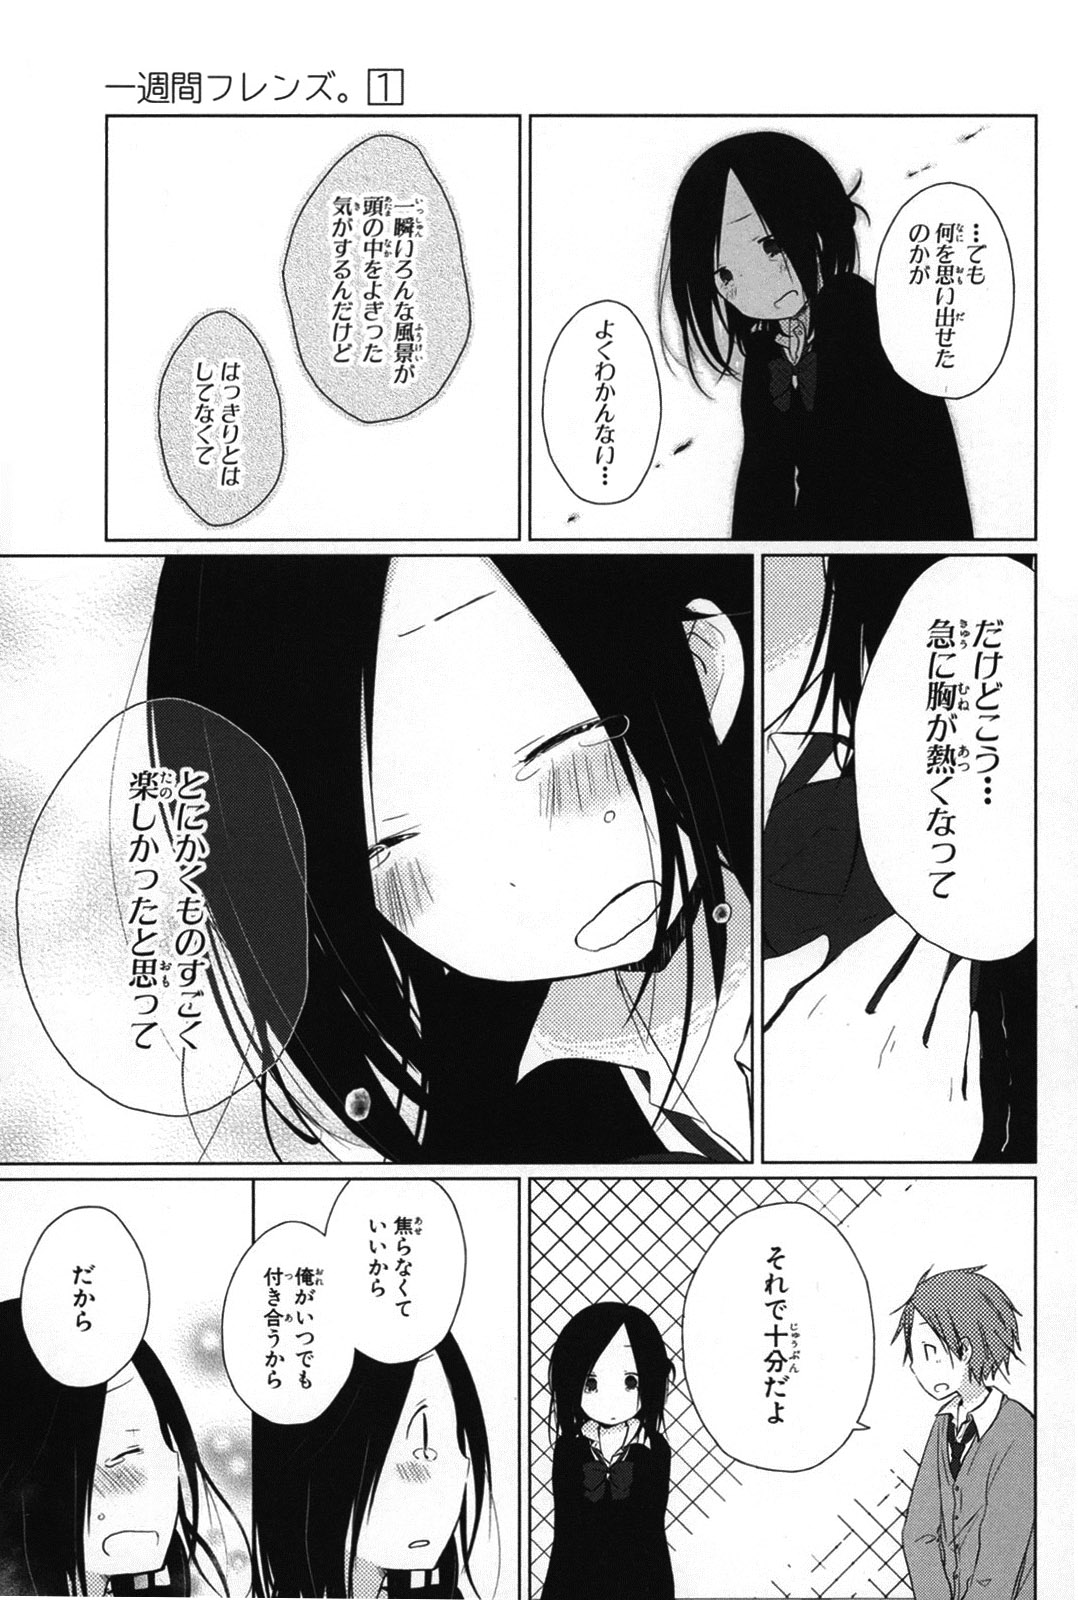 一週間フレンズ。1
…でも
何を思い出せた
のかが
よくわかんない…
一瞬いろんな風景が
頭の中をよぎった
気がするんだけど
はっきりとは
してなくて
だけどこう…
急に胸が熱くなって
とにかくものすごく
楽しかったと思って
それで十分だよ
焦らなくて
いいから
俺がいつでも
付き合うから
だから